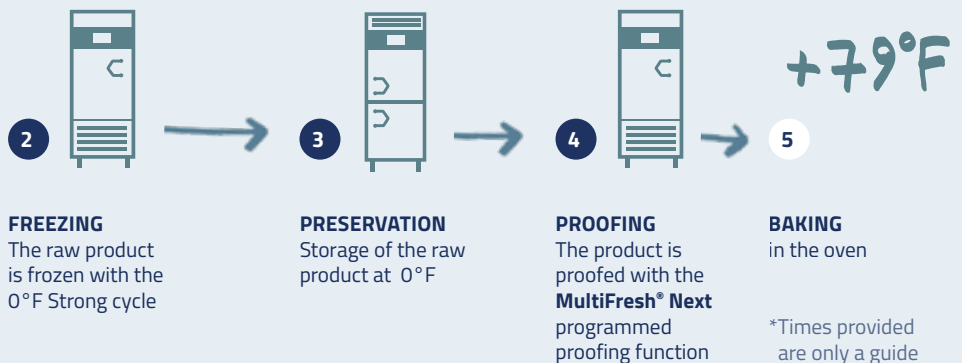 +79°F
2
3
4
5
FREEZING
The raw product
is frozen with the
0°F Strong cycle
PRESERVATION
Storage of the raw
product at 0°F
PROOFING
The product is
proofed with the
MultiFresh® Next
programmed
proofing function
BAKING
in the oven
*Times provided
are only a guide